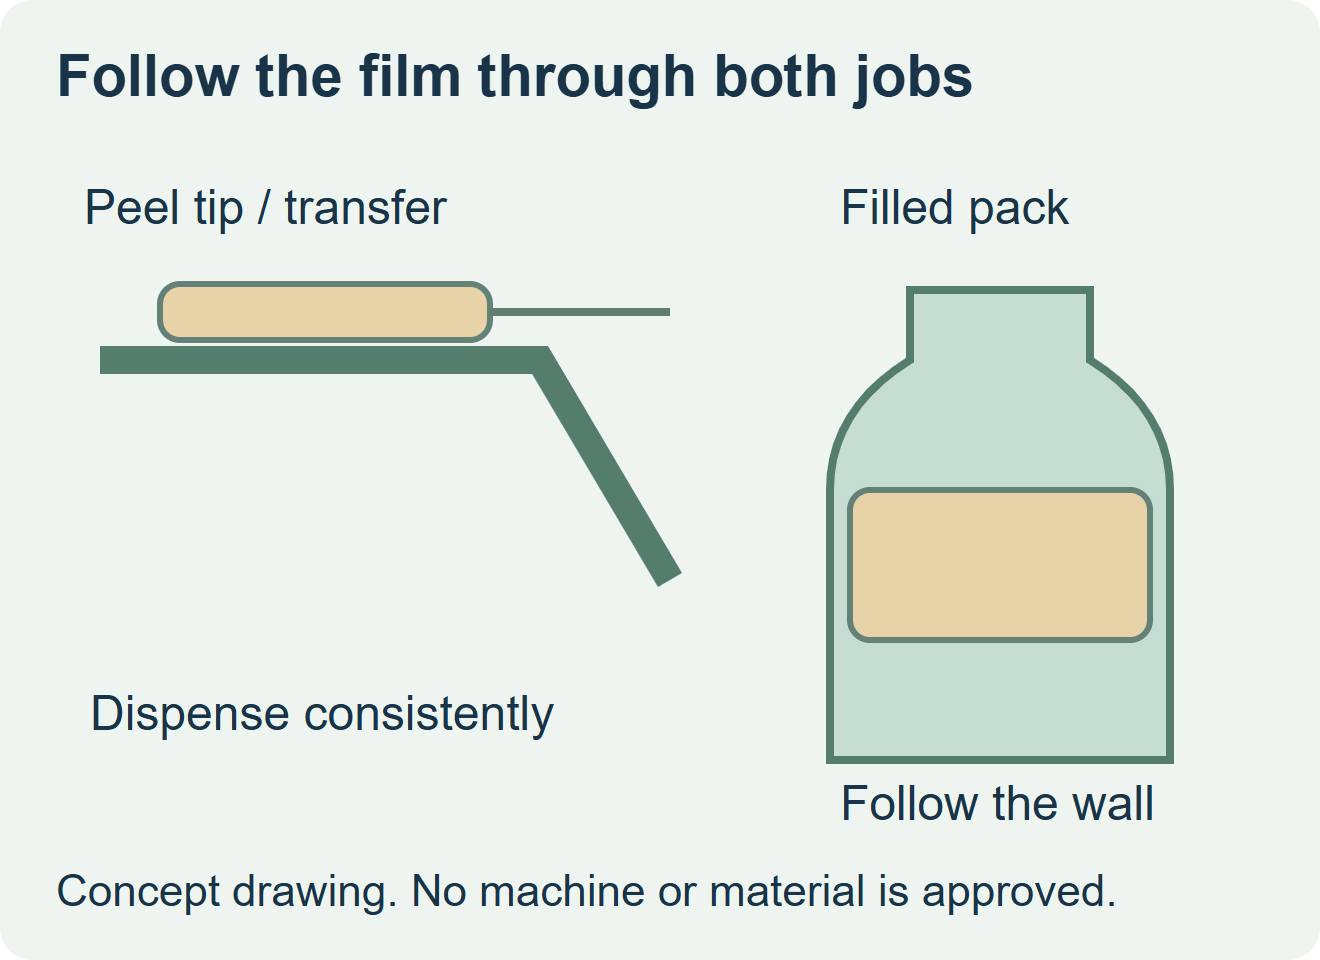 Follow the film through both jobs
Peel tip / transfer
Filled pack
Dispense consistently
Follow the wall
Concept drawing. No machine or material is approved.